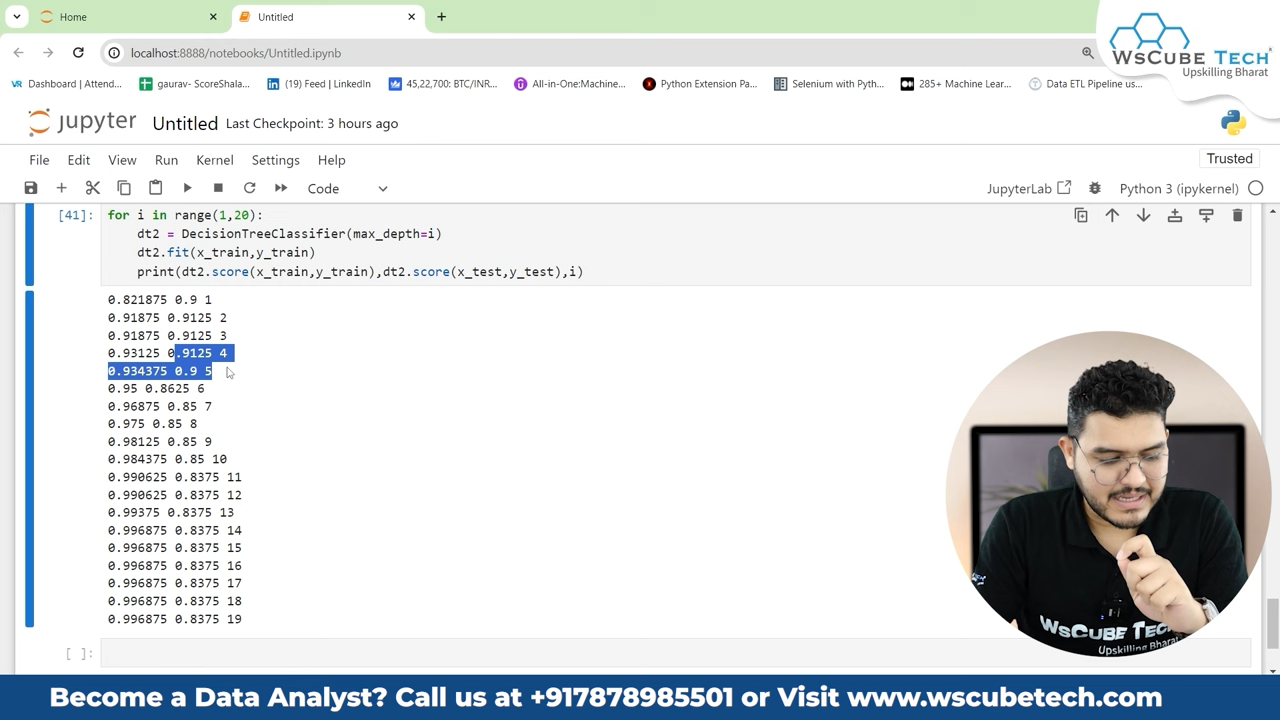 Home
Untitled
WsCUBE TECH
Upskilling Bharat
localhost:8888/notebooks/Untitled.ipynb
Dashboard | Attend...
gaurav- ScoreShala...
(19) Feed | LinkedIn
45,22,700: BTC/INR...
All-in-One:Machine...
Python Extension Pa...
Selenium with Pyth...
285+ Machine Lear...
Data ETL Pipeline us...
jupyter Untitled Last Checkpoint: 3 hours ago
File Edit View Run Kernel Settings Help
Trusted
Code
JupyterLab
Python 3 (ipykernel)
[41]: for i in range(1,20):
dt2 = DecisionTreeClassifier(max_depth=i)
dt2.fit(x_train,y_train)
print(dt2.score(x_train,y_train),dt2.score(x_test,y_test),i)
0.821875 0.9 1
0.91875 0.9125 2
0.91875 0.9125 3
0.93125 0.9125 4
0.934375 0.9 5
0.95 0.8625 6
0.96875 0.85 7
0.975 0.85 8
0.98125 0.85 9
0.984375 0.85 10
0.990625 0.8375 11
0.990625 0.8375 12
0.99375 0.8375 13
0.996875 0.8375 14
0.996875 0.8375 15
0.996875 0.8375 16
0.996875 0.8375 17
0.996875 0.8375 18
0.996875 0.8375 19
[ ]:
WsCUBE TECH
Upskilling Bharat
Become a Data Analyst? Call us at +917878985501 or Visit www.wscubetech.com